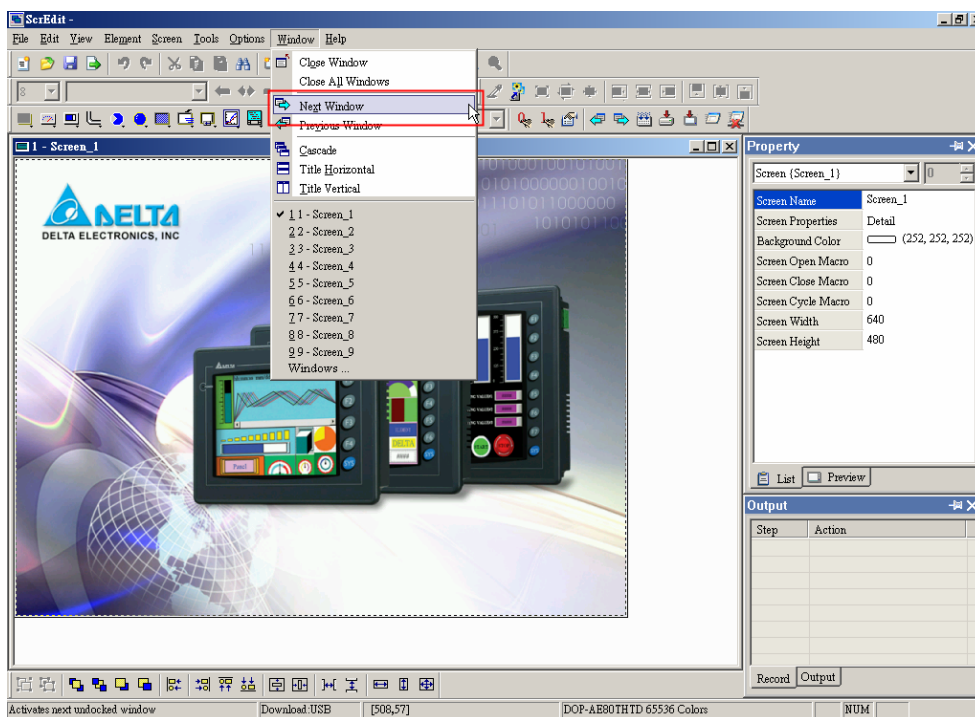 ScrEdit -
File Edit View Element Screen Tools Options Window Help
Close Window
Close All Windows
Next Window
Previous Window
Cascade
Title Horizontal
Title Vertical
1 1 - Screen_1
2 2 - Screen_2
3 3 - Screen_3
4 4 - Screen_4
5 5 - Screen_5
6 6 - Screen_6
7 7 - Screen_7
8 8 - Screen_8
9 9 - Screen_9
Windows ...
8
1 - Screen_1
DELTA
DELTA ELECTRONICS, INC
DELTA
Property
Screen {Screen_1}
0
Screen Name Screen_1
Screen Properties Detail
Background Color (252, 252, 252)
Screen Open Macro 0
Screen Close Macro 0
Screen Cycle Macro 0
Screen Width 640
Screen Height 480
List Preview
Output
Step Action
Record Output
Activates next undocked window Download:USB [508,57] DOP-AE80THTD 65536 Colors NUM